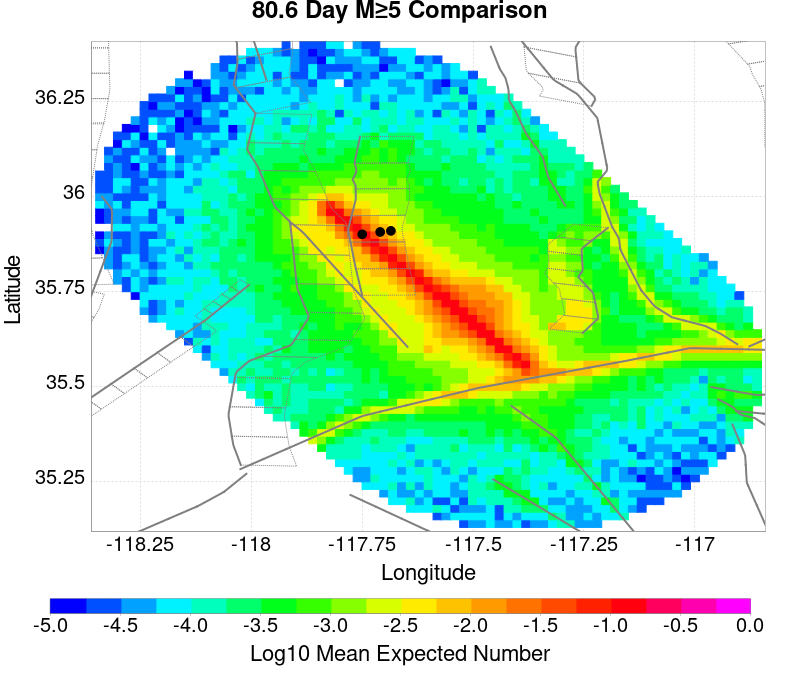 80.6 Day M≥5 Comparison
36.25
36
35.75
35.5
35.25
Latitude
-118.25 -118 -117.75 -117.5 -117.25 -117
Longitude
-5.0 -4.5 -4.0 -3.5 -3.0 -2.5 -2.0 -1.5 -1.0 -0.5 0.0
Log10 Mean Expected Number